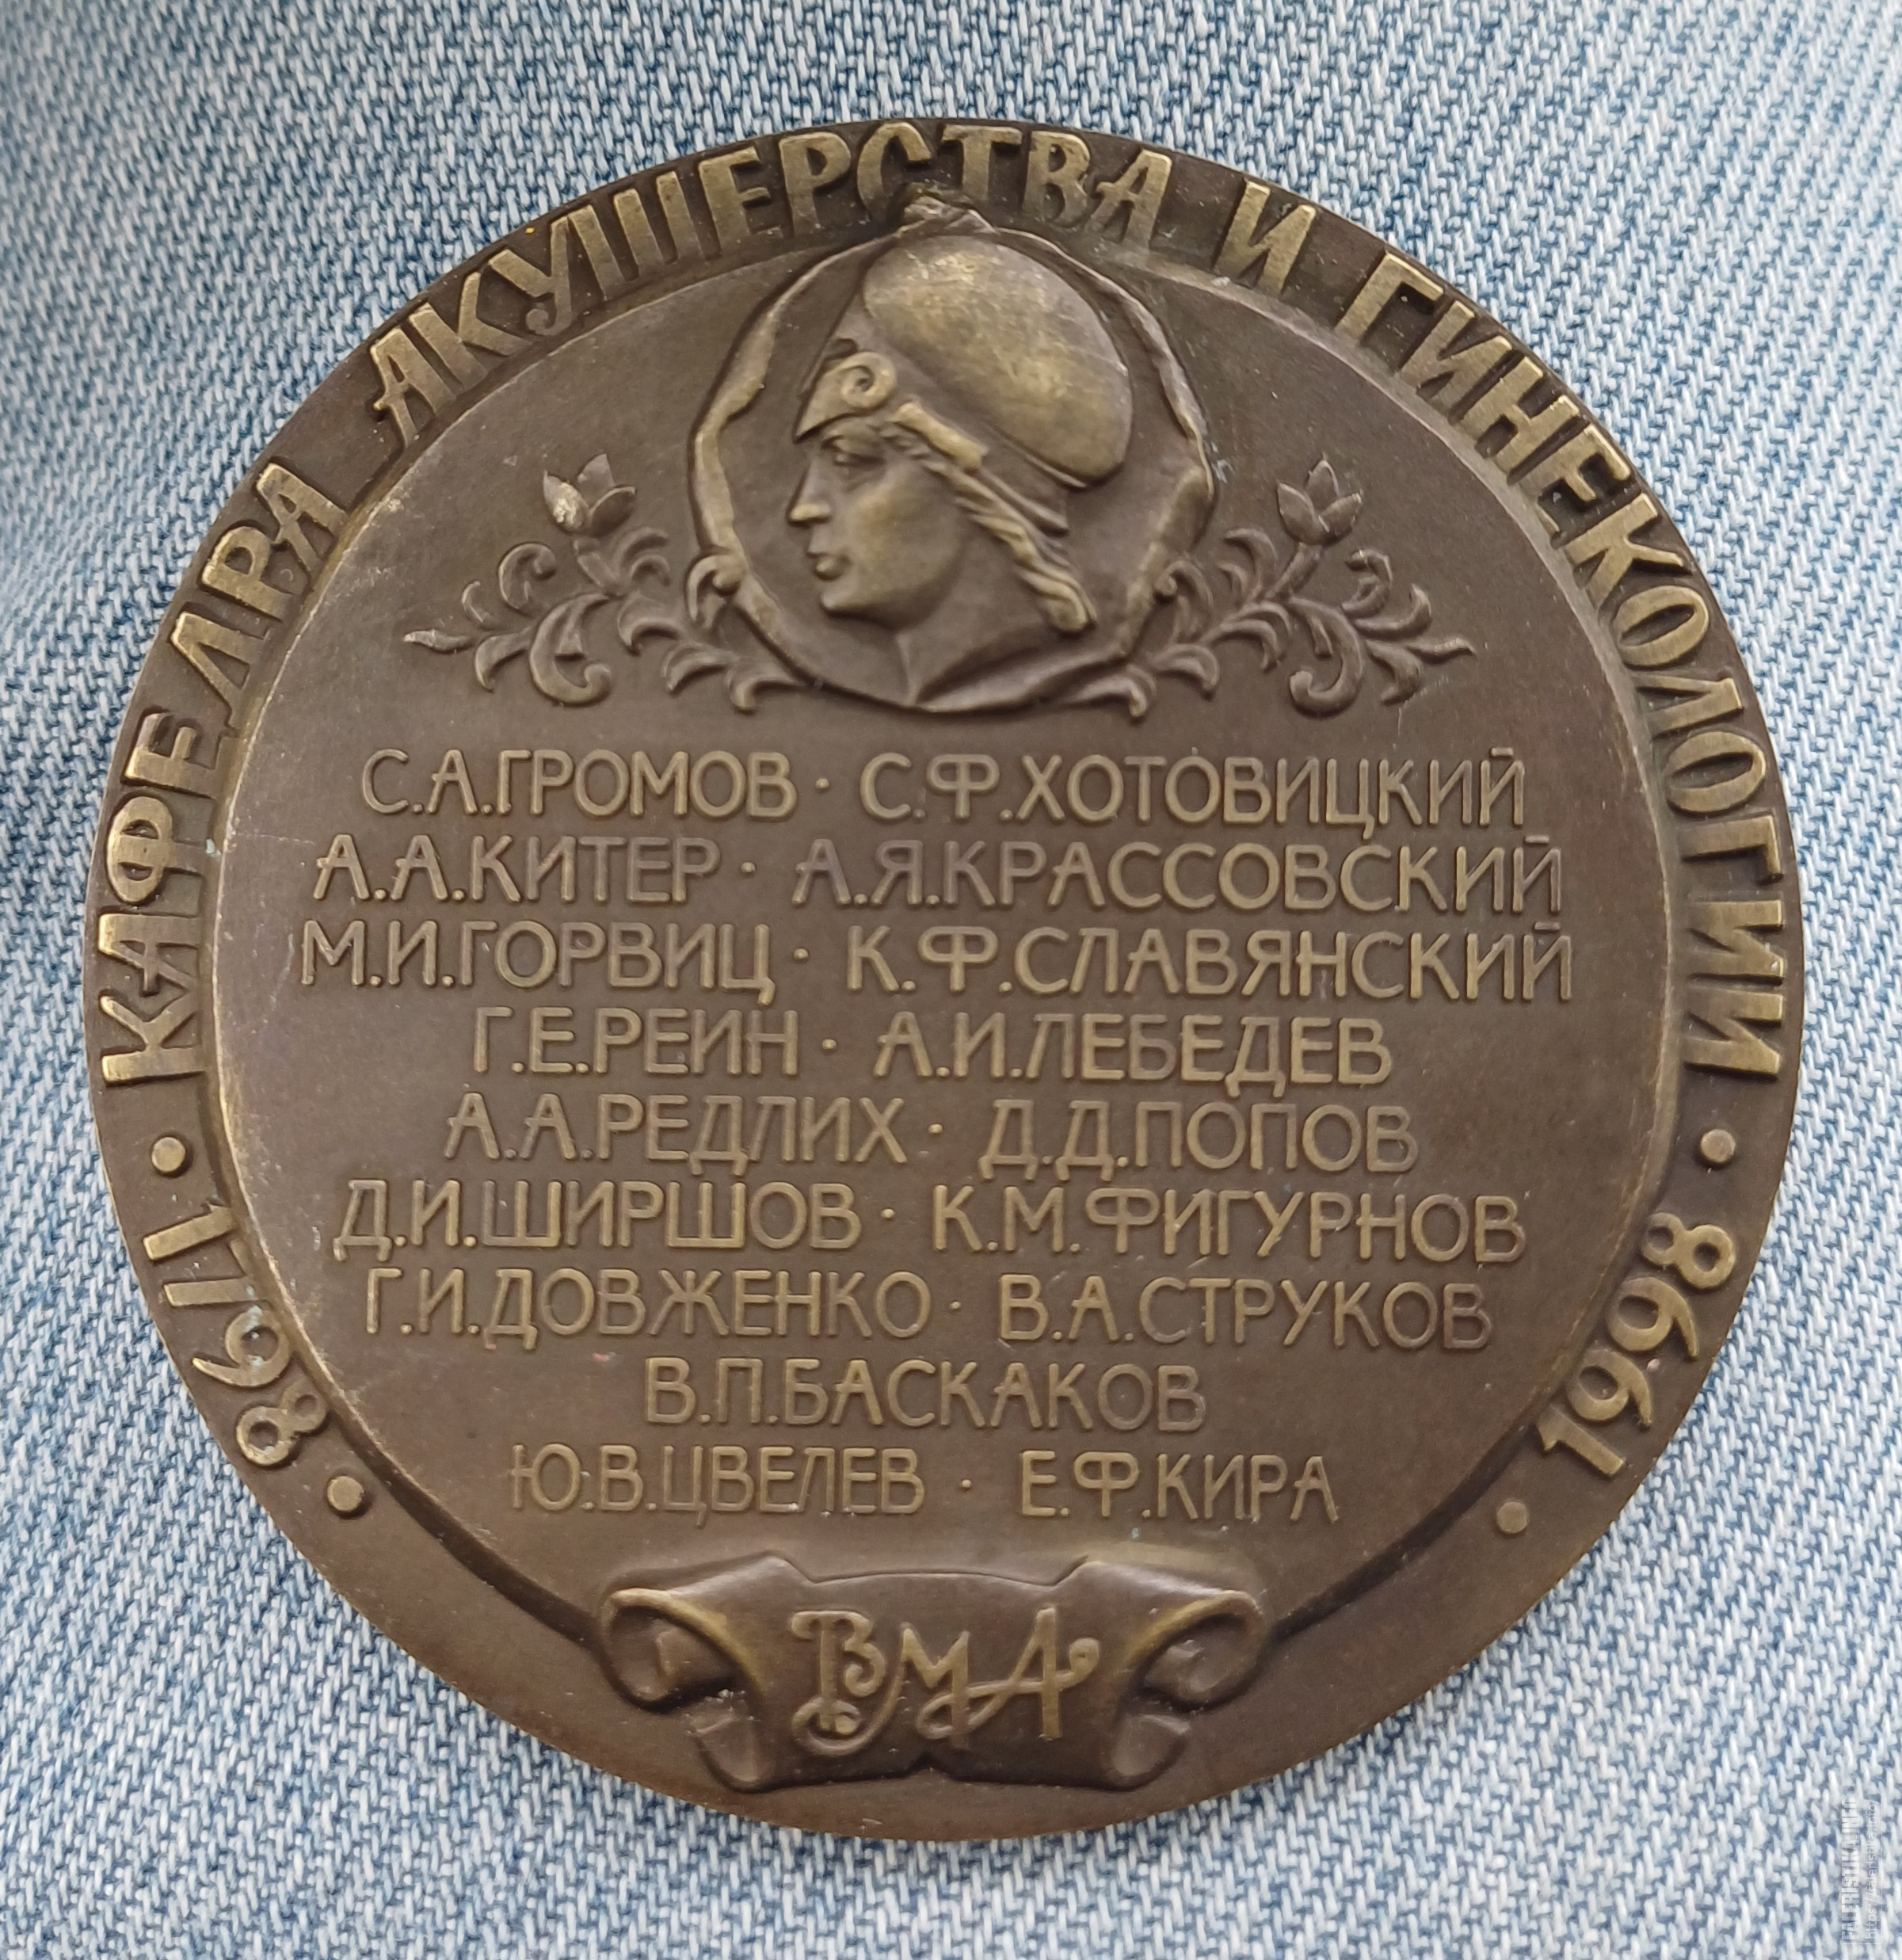 1798 · КАФЕДРА АКУШЕРСТВА И ГИНЕКОЛОГИИ · 1998
С.А.ГРОМОВ · С.Ф.ХОТОВИЦКИЙ
А.А.КИТЕР · А.Я.КРАССОВСКИЙ
М.И.ГОРВИЦ · К.Ф.СЛАВЯНСКИЙ
Г.Е.РЕИН · А.И.ЛЕБЕДЕВ
А.А.РЕДЛИХ · Д.Д.ПОПОВ
Д.И.ШИРШОВ · К.М.ФИГУРНОВ
Г.И.ДОВЖЕНКО · В.А.СТРУКОВ
В.П.БАСКАКОВ
Ю.В.ЦВЕЛЕВ · Е.Ф.КИРА
ВМА